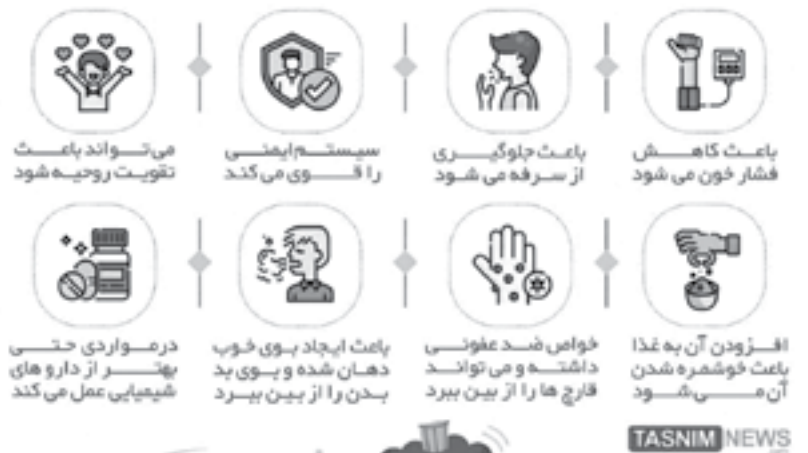 باعث کاهش
فشار خون می شود
باعث جلوگیری
از سرفه می شود
سیستم ایمنی
را قوی می کند
می تواند باعث
تقویت روحیه شود
افزودن آن به غذا
باعث خوشمزه شدن
آن می شود
خواص ضد عفونی
داشته و می تواند
قارچ ها را از بین ببرد
باعث ایجاد بوی خوب
دهان شده و بوی بد
بدن را از بین ببرد
در مواردی حتی
بهتر از دارو های
شیمیایی عمل می کند
TASNIM NEWS